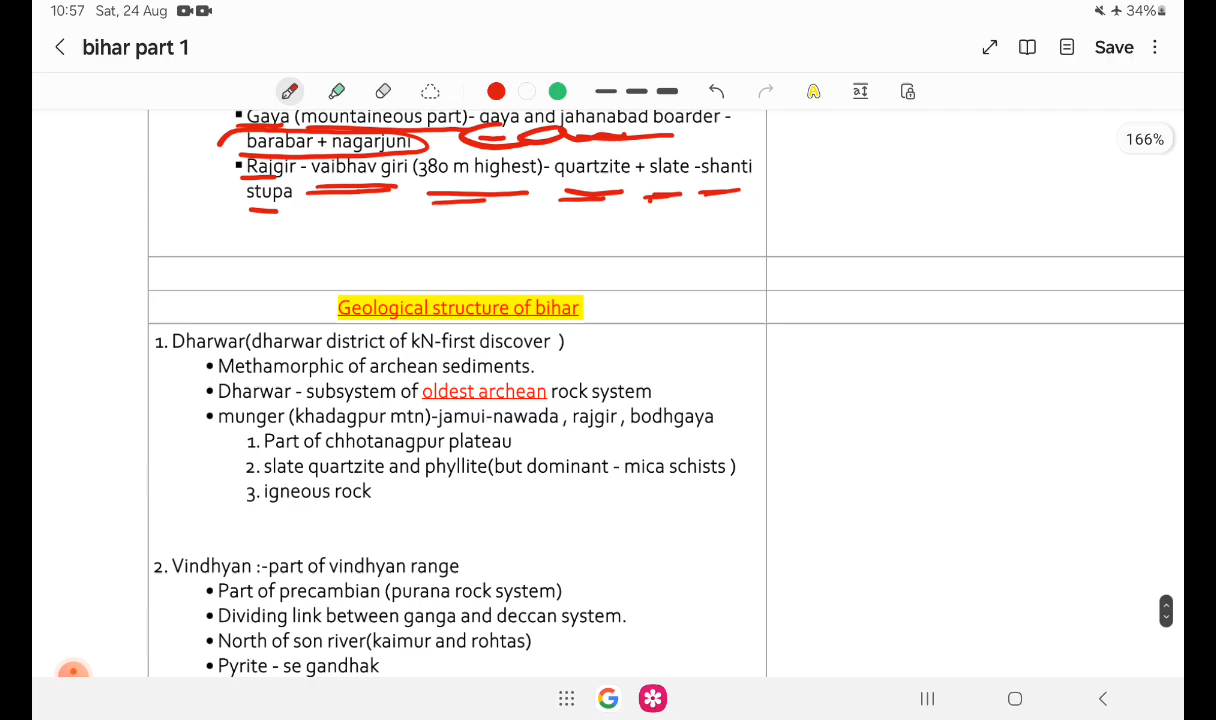 10:57 Sat, 24 Aug
34%
bihar part 1
Save
Gaya (mountaineous part)- gaya and jahanabad boarder -
barabar + nagarjuni
166%
Rajgir - vaibhav giri (380 m highest)- quartzite + slate -shanti
stupa
Geological structure of bihar
1. Dharwar(dharwar district of kN-first discover )
• Methamorphic of archean sediments.
• Dharwar - subsystem of oldest archean rock system
• munger (khadagpur mtn)-jamui-nawada , rajgir , bodhgaya
1. Part of chhotanagpur plateau
2. slate quartzite and phyllite(but dominant - mica schists )
3. igneous rock
2. Vindhyan :-part of vindhyan range
• Part of precambian (purana rock system)
• Dividing link between ganga and deccan system.
• North of son river(kaimur and rohtas)
• Pyrite - se gandhak